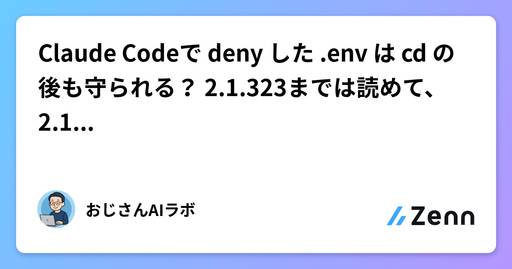 Claude Codeで deny した .env は cd の
後も守られる？ 2.1.323までは読めて、
2.1...
おじさんAIラボ
Zenn